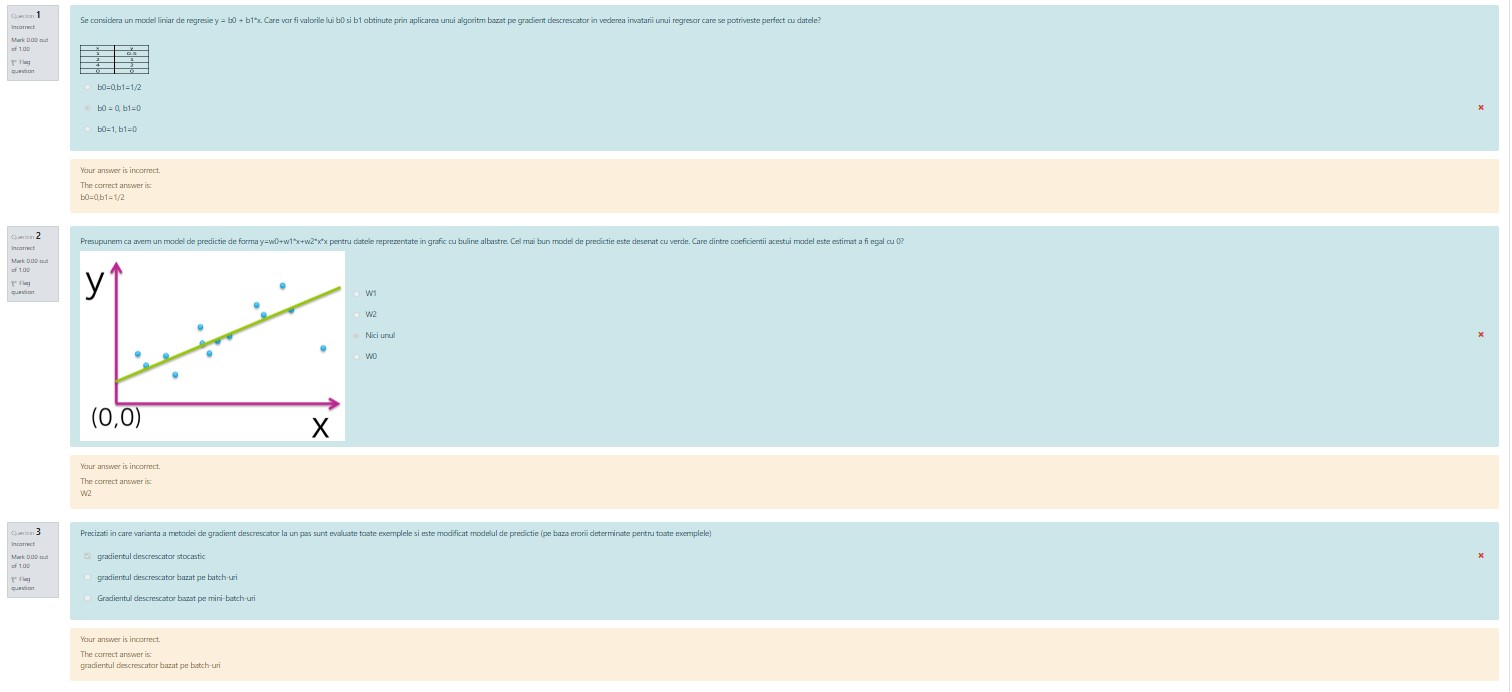 Question 1
Incorrect
Mark 0.00 out
of 1.00
Flag
question
Se considera un model liniar de regresie y = b0 + b1*x. Care vor fi valorile lui b0 si b1 obtinute prin aplicarea unui algoritm bazat pe gradient descrescator in vederea invatarii unui regresor care se potriveste perfect cu datele?
x y
1 0.5
2 1
4 2
0 0
b0=0,b1=1/2
b0 = 0, b1=0
b0=1, b1=0
Your answer is incorrect.
The correct answer is:
b0=0,b1=1/2
Question 2
Incorrect
Mark 0.00 out
of 1.00
Flag
question
Presupunem ca avem un model de predictie de forma y=w0+w1*x+w2*x*x pentru datele reprezentate in grafic cu buline albastre. Cel mai bun model de predictie este desenat cu verde. Care dintre coeficientii acestui model este estimat a fi egal cu 0?
y
(0,0)
x
W1
W2
Nici unul
W0
Your answer is incorrect.
The correct answer is:
W2
Question 3
Incorrect
Mark 0.00 out
of 1.00
Flag
question
Precizati in care varianta a metodei de gradient descrescator la un pas sunt evaluate toate exemplele si este modificat modelul de predictie (pe baza erorii determinate pentru toate exemplele)
gradientul descrescator stocastic
gradientul descrescator bazat pe batch-uri
Gradientul descrescator bazat pe mini-batch-uri
Your answer is incorrect.
The correct answer is:
gradientul descrescator bazat pe batch-uri